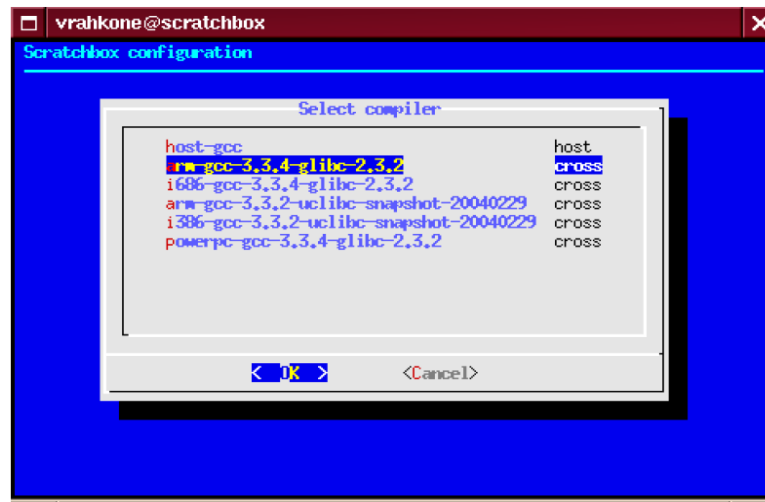 vrahkone@scratchbox
Scratchbox configuration
Select compiler
host-gcc host
arm-gcc-3.3.4-glibc-2.3.2 cross
i686-gcc-3.3.4-glibc-2.3.2 cross
arm-gcc-3.3.2-uclibc-snapshot-20040229 cross
i386-gcc-3.3.2-uclibc-snapshot-20040229 cross
powerpc-gcc-3.3.4-glibc-2.3.2 cross
< OK > <Cancel>